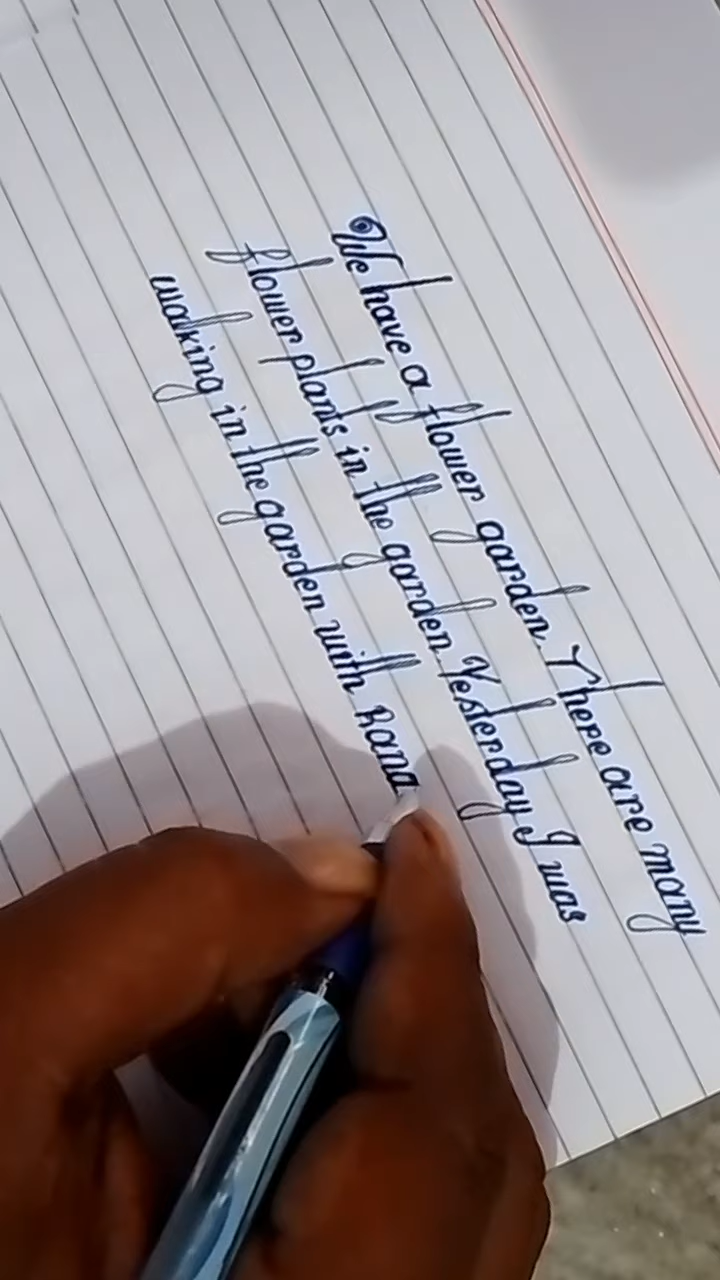 We have a flower garden. There are many
flower plants in the garden. Yesterday I was
walking in the garden with Rana